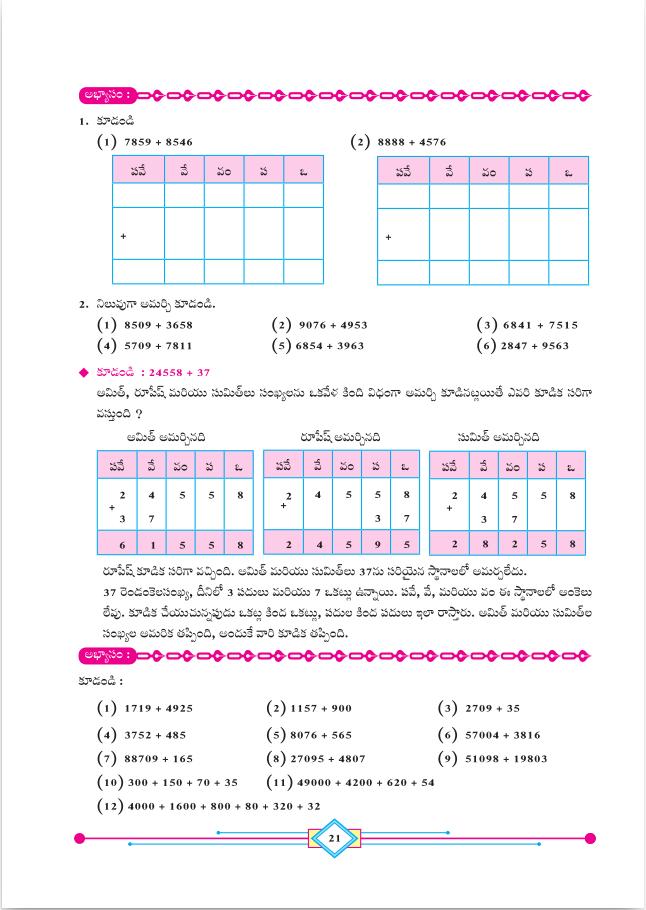 అభ్యాసం :
1. కూడండి
(1) 7859 + 8546 (2) 8888 + 4576
పవే వే వం ప ఒ పవే వే వం ప ఒ
+ +
2. నిలువుగా అమర్చి కూడండి.
(1) 8509 + 3658 (2) 9076 + 4953 (3) 6841 + 7515
(4) 5709 + 7811 (5) 6854 + 3963 (6) 2847 + 9563
◆ కూడండి : 24558 + 37
అమిత్, రూపేష్ మరియు సుమిత్‌లు సంఖ్యలను ఒకవేళ కింది విధంగా అమర్చి కూడినట్లయితే ఎవరి కూడిక సరిగా
వస్తుంది ?
అమిత్ అమర్చినది రూపేష్ అమర్చినది సుమిత్ అమర్చినది
పవే వే వం ప ఒ పవే వే వం ప ఒ పవే వే వం ప ఒ
2 4 5 5 8 2 4 5 5 8 2 4 5 5 8
+ + +
3 7 3 7 3 7
6 1 5 5 8 2 4 5 9 5 2 8 2 5 8
రూపేష్ కూడిక సరిగా వచ్చింది. అమిత్ మరియు సుమిత్‌లు 37ను సరియైన స్థానాలలో అమర్చలేదు.
37 రెండంకెలసంఖ్య, దీనిలో 3 పదులు మరియు 7 ఒకట్లు ఉన్నాయి. పవే, వే, మరియు వం ఈ స్థానాలలో అంకెలు
లేవు. కూడిక చేయుచున్నపుడు ఒకట్ల కింద ఒకట్లు, పదుల కింద పదులు ఇలా రాస్తారు. అమిత్ మరియు సుమిత్‌ల
సంఖ్యల అమరిక తప్పింది, అందుకే వారి కూడిక తప్పింది.
అభ్యాసం :
కూడండి :
(1) 1719 + 4925 (2) 1157 + 900 (3) 2709 + 35
(4) 3752 + 485 (5) 8076 + 565 (6) 57004 + 3816
(7) 88709 + 165 (8) 27095 + 4807 (9) 51098 + 19803
(10) 300 + 150 + 70 + 35 (11) 49000 + 4200 + 620 + 54
(12) 4000 + 1600 + 800 + 80 + 320 + 32
21